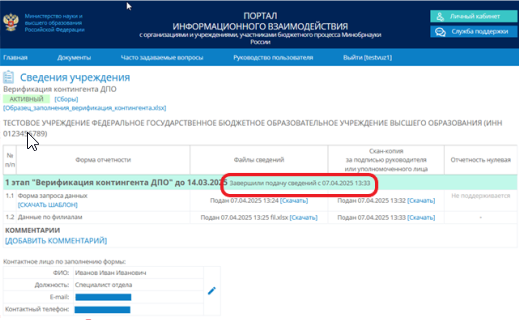 Министерство науки и
высшего образования
Российской Федерации
ПОРТАЛ
ИНФОРМАЦИОННОГО ВЗАИМОДЕЙСТВИЯ
с организациями и учреждениями, участниками бюджетного процесса Минобрнауки
России
Личный кабинет
Служба поддержки
Главная Документы Часто задаваемые вопросы Руководство пользователя Выйти [testvuz1]
Сведения учреждения
Верификация контингента ДПО
АКТИВНЫЙ [Сборы]
[Образец_заполнения_верификация_контингента.xlsx]
ТЕСТОВОЕ УЧРЕЖДЕНИЕ ФЕДЕРАЛЬНОЕ ГОСУДАРСТВЕННОЕ БЮДЖЕТНОЕ ОБРАЗОВАТЕЛЬНОЕ УЧРЕЖДЕНИЕ ВЫСШЕГО ОБРАЗОВАНИЯ (ИНН
0123456789)
№ п/п Форма отчетности Файлы сведений Скан-копия за подписью руководителя или уполномоченного лица Отчетность нулевая
1 этап "Верификация контингента ДПО" до 14.03.2025 Завершили подачу сведений с 07.04.2025 13:33
1.1 Форма запроса данных [СКАЧАТЬ ШАБЛОН] Подан 07.04.2025 13:24 [Скачать] Подан 07.04.2025 13:32 [Скачать] Не поддерживается
1.2 Данные по филиалам Подан 07.04.2025 13:25 fil.xlsx [Скачать] Подан 07.04.2025 13:33 [Скачать] -
КОММЕНТАРИИ
[ДОБАВИТЬ КОММЕНТАРИЙ]
Контактное лицо по заполнению формы:
ФИО: Иванов Иван Иванович
Должность: Специалист отдела
E-mail:
Контактный телефон: